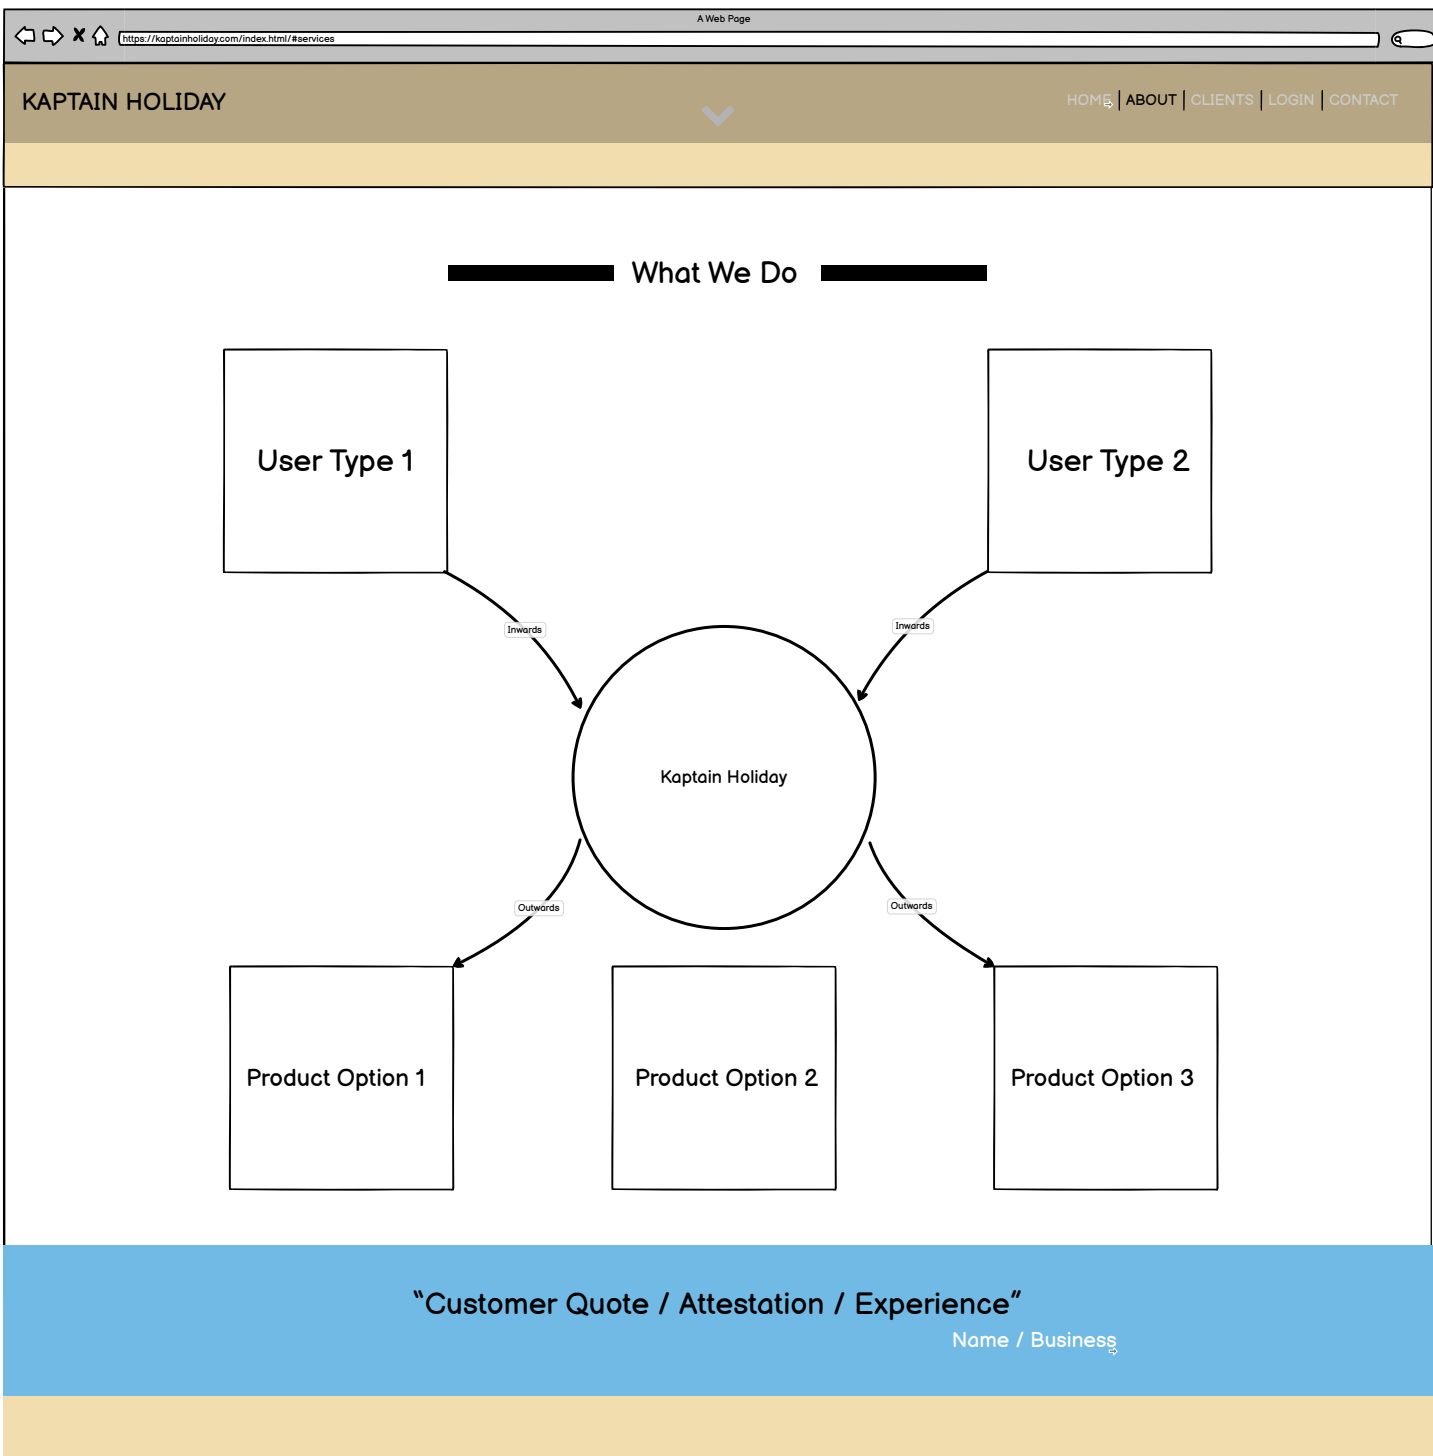 A Web Page
https://kaptainholiday.com/index.html/#services
KAPTAIN HOLIDAY
HOME | ABOUT | CLIENTS | LOGIN | CONTACT
What We Do
User Type 1
User Type 2
Inwards
Inwards
Kaptain Holiday
Outwards
Outwards
Product Option 1
Product Option 2
Product Option 3
“Customer Quote / Attestation / Experience”
Name / Business